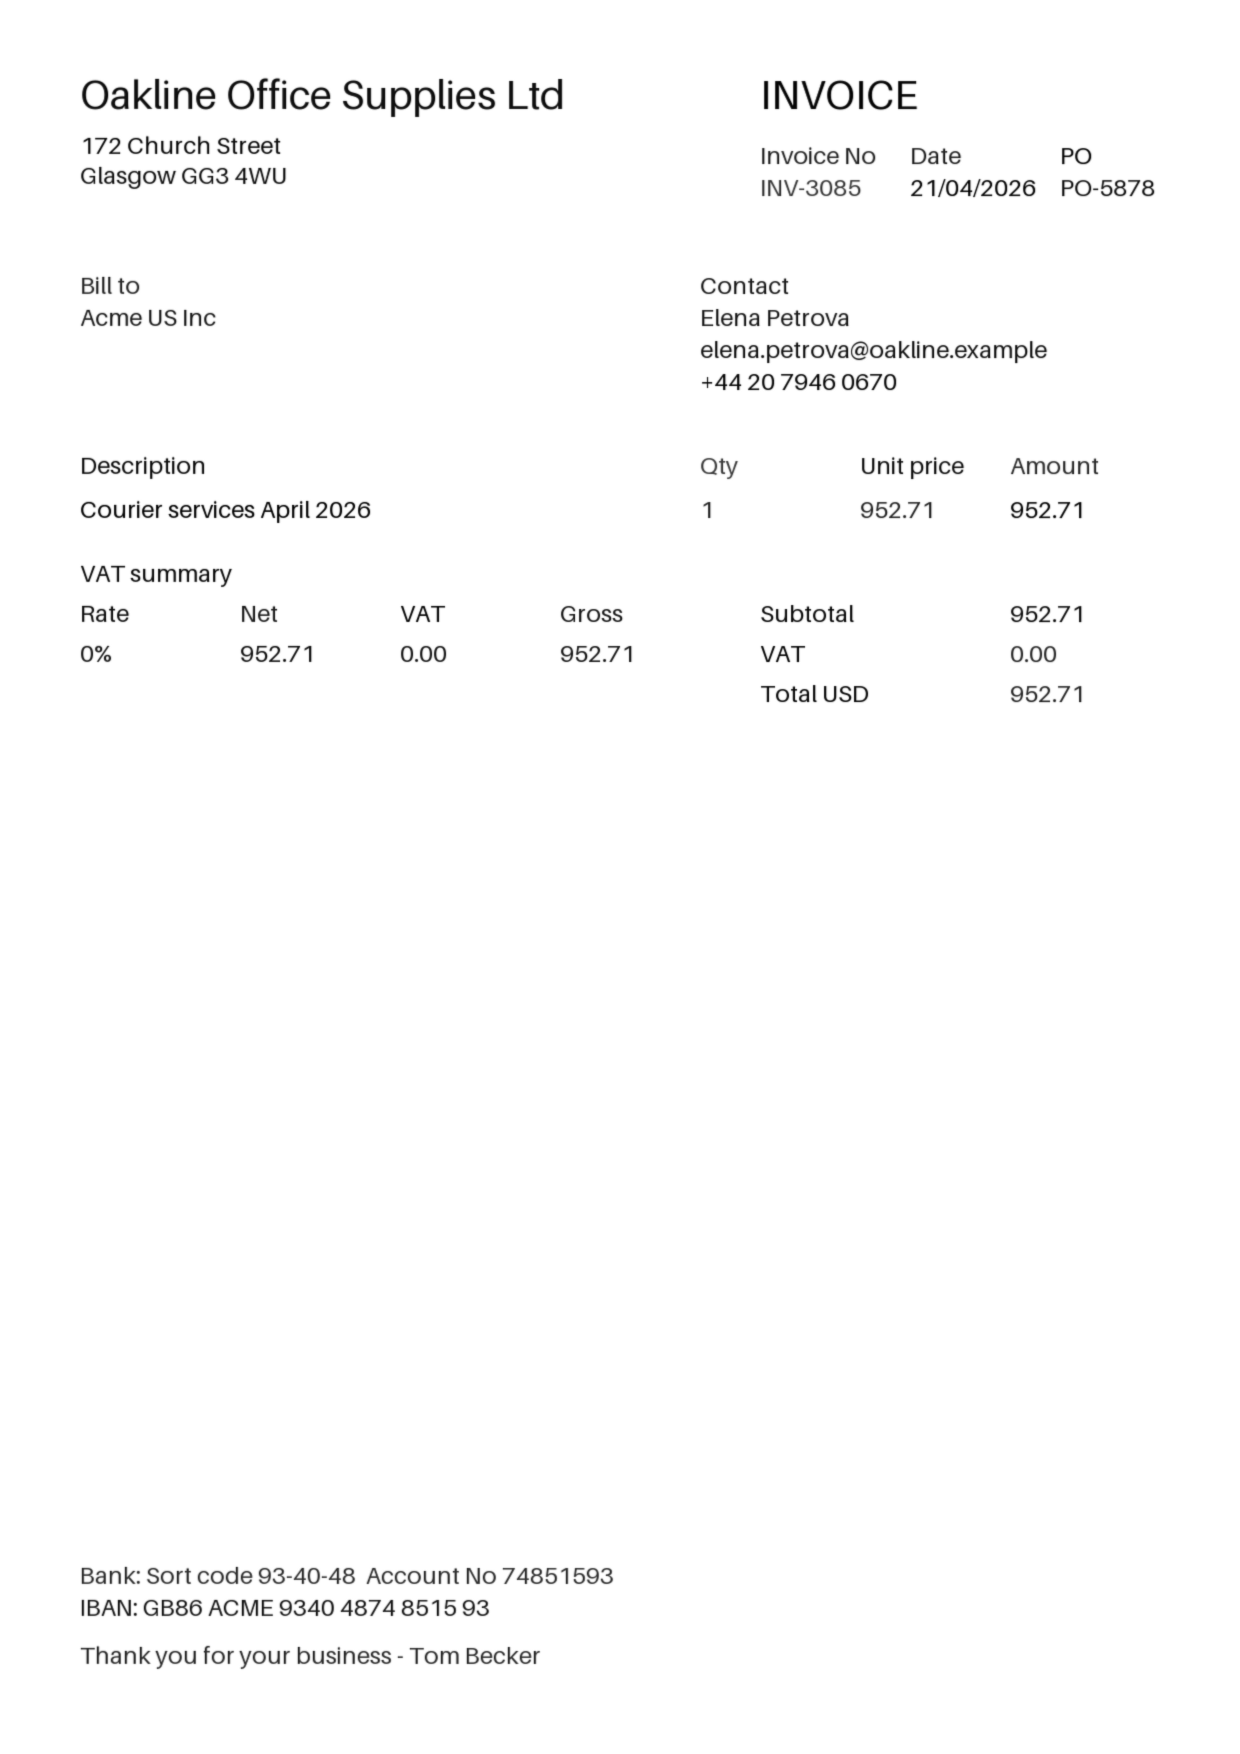 Oakline Office Supplies Ltd
172 Church Street
Glasgow GG3 4WU
INVOICE
Invoice No Date PO
INV-3085 21/04/2026 PO-5878
Bill to
Acme US Inc
Contact
Elena Petrova
elena.petrova@oakline.example
+44 20 7946 0670
Description Qty Unit price Amount
Courier services April 2026 1 952.71 952.71
VAT summary
Rate Net VAT Gross
0% 952.71 0.00 952.71
Subtotal 952.71
VAT 0.00
Total USD 952.71
Bank: Sort code 93-40-48 Account No 74851593
IBAN: GB86 ACME 9340 4874 8515 93
Thank you for your business - Tom Becker